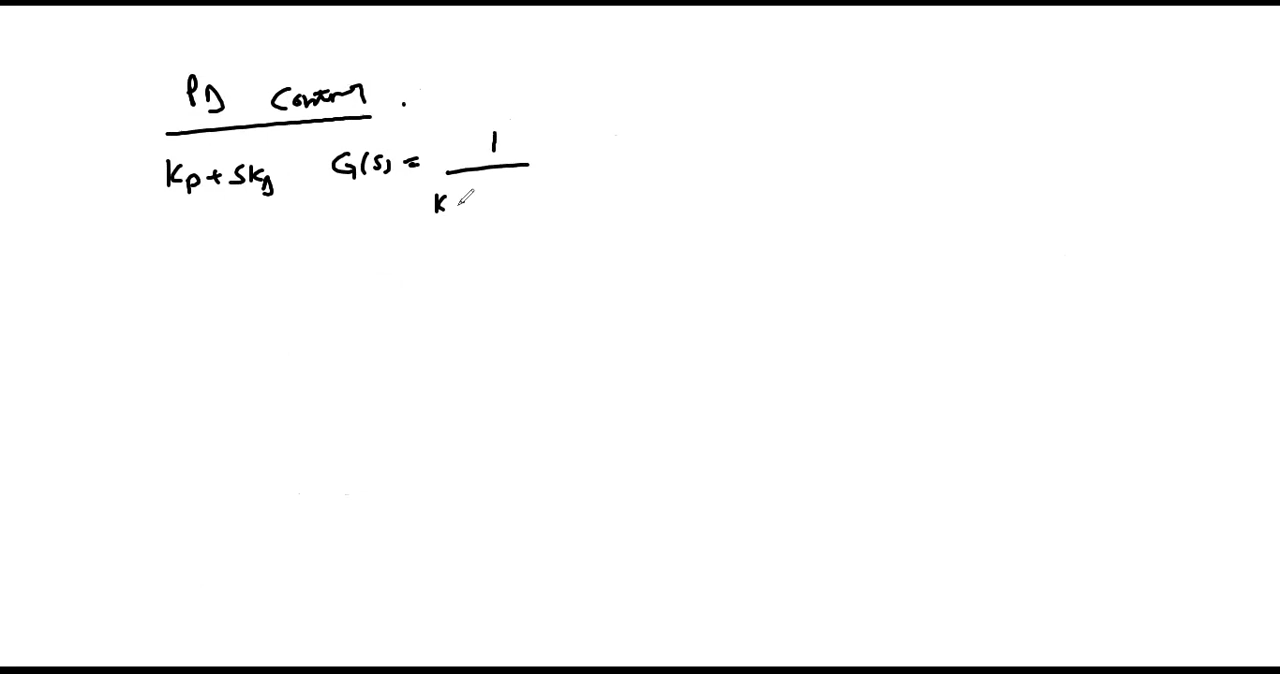 PD Control .
Kp + SKD G(s) = 1
K